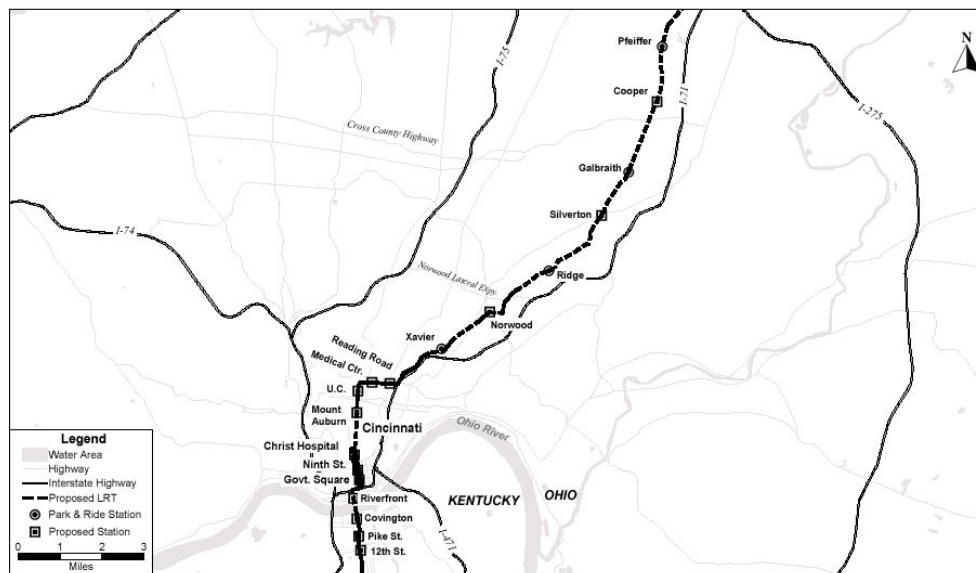 Pfeiffer
N
I-75
Cooper
I-71
I-275
Cross County Highway
Galbraith
Silverton
I-74
Ridge
Norwood Lateral Expy.
Norwood
Xavier
Reading Road
Medical Ctr.
U.C.
Mount
Auburn
Cincinnati
Ohio River
Christ Hospital
Ninth St.
Govt. Square
Riverfront
KENTUCKY
OHIO
Covington
Pike St.
I-471
12th St.
Legend
Water Area
Highway
Interstate Highway
Proposed LRT
Park & Ride Station
Proposed Station
0 1 2 3
Miles